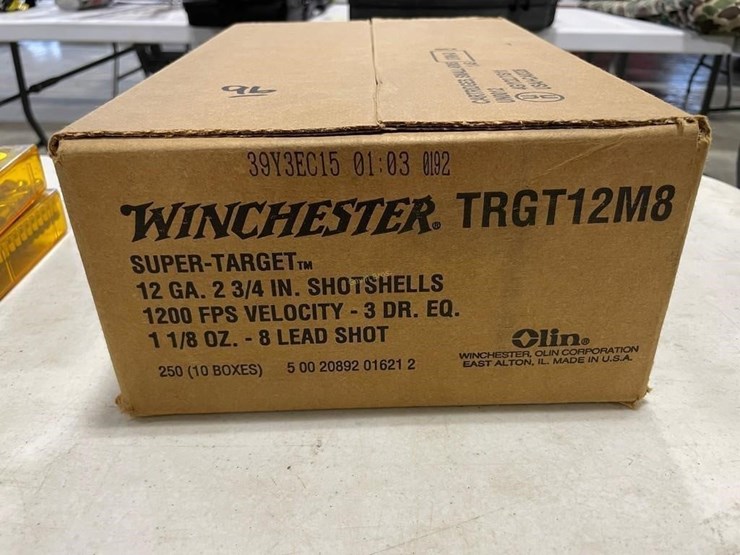 39Y3EC15 01:03 0192
WINCHESTER® TRGT12M8
SUPER-TARGET™
12 GA. 2 3/4 IN. SHOTSHELLS
1200 FPS VELOCITY - 3 DR. EQ.
1 1/8 OZ. - 8 LEAD SHOT
250 (10 BOXES) 5 00 20892 01621 2
Olin®
WINCHESTER, OLIN CORPORATION
EAST ALTON, IL. MADE IN U.S.A.